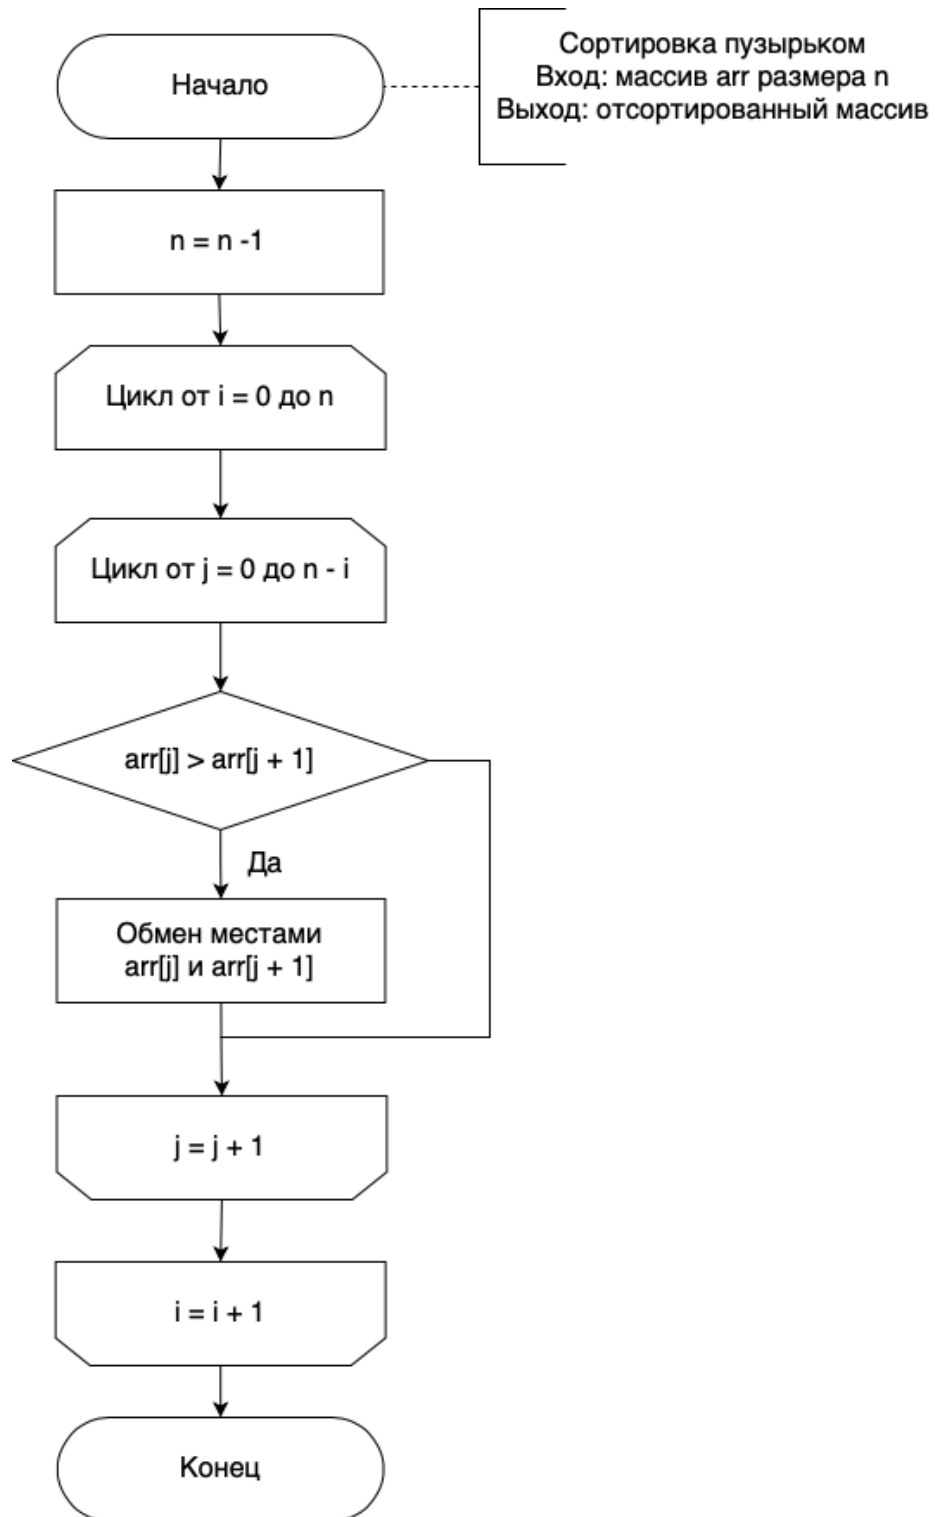 Начало
Сортировка пузырьком
Вход: массив arr размера n
Выход: отсортированный массив
n = n -1
Цикл от i = 0 до n
Цикл от j = 0 до n - i
arr[j] > arr[j + 1]
Да
Обмен местами
arr[j] и arr[j + 1]
j = j + 1
i = i + 1
Конец